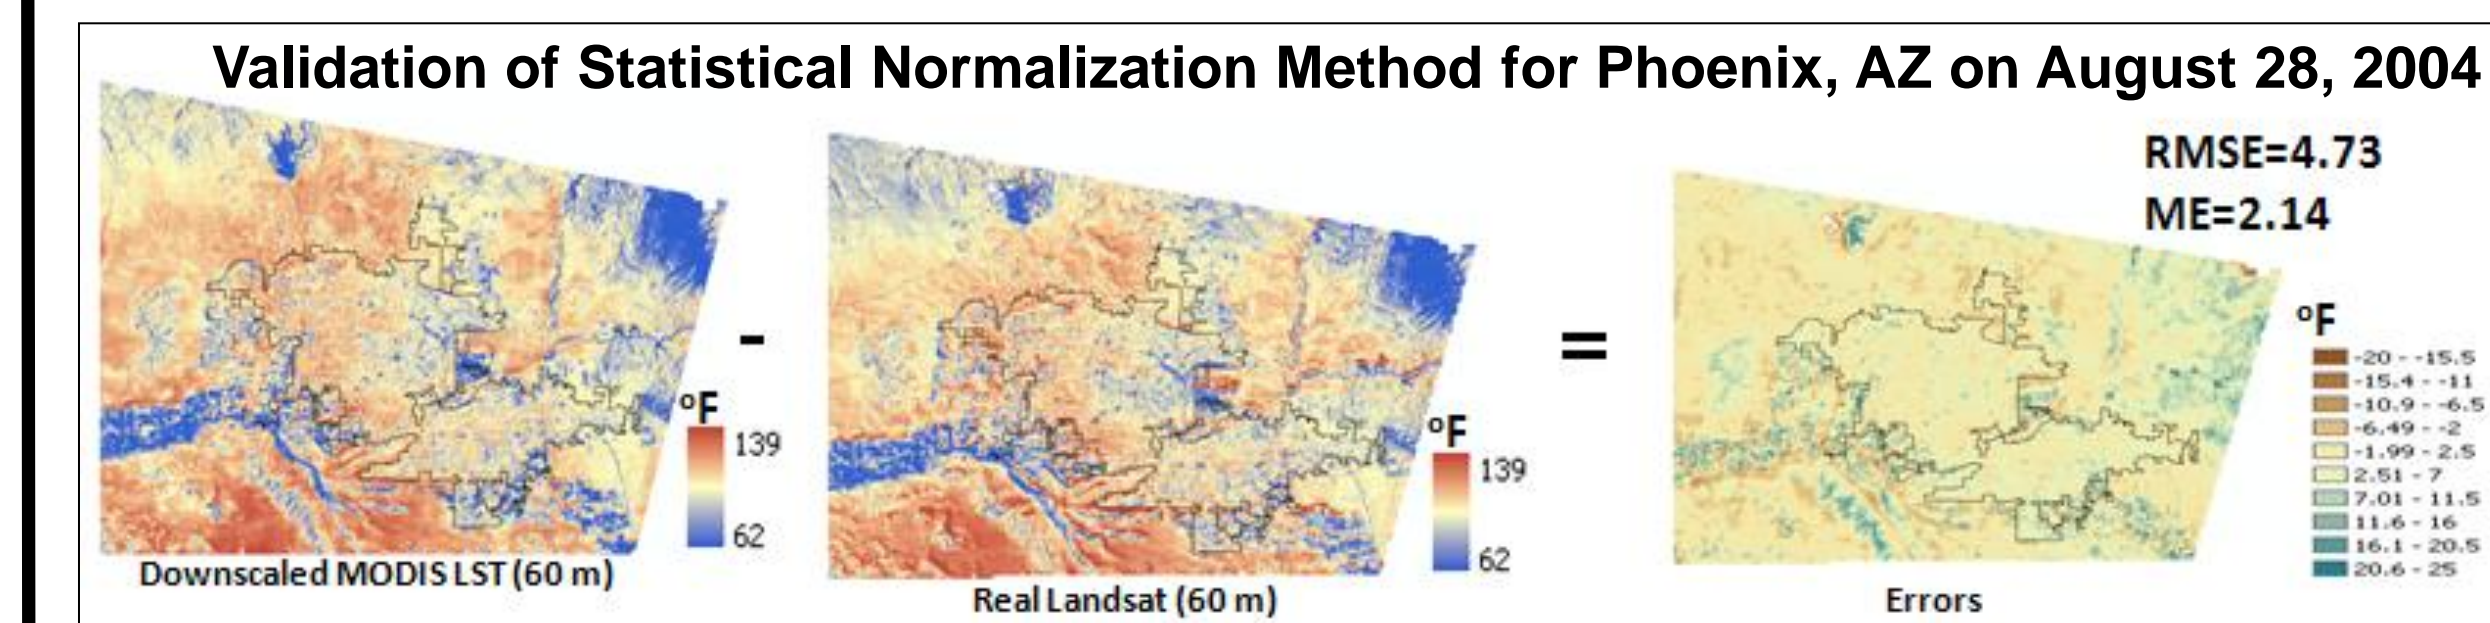 Validation of Statistical Normalization Method for Phoenix, AZ on August 28, 2004
RMSE=4.73
ME=2.14
-
=
ºF
139
62
Downscaled MODIS LST (60 m)
ºF
139
62
Real Landsat (60 m)
ºF
-20 - -15.5
-15.4 - -11
-10.9 - -6.5
-6.49 - -2
-1.99 - 2.5
2.51 - 7
7.01 - 11.5
11.6 - 16
16.1 - 20.5
20.6 - 25
Errors